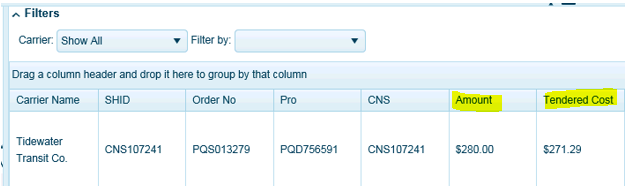 Filters
Carrier: Show All Filter by:
Drag a column header and drop it here to group by that column
Carrier Name SHID Order No Pro CNS Amount Tendered Cost
Tidewater
Transit Co. CNS107241 PQS013279 PQD756591 CNS107241 $280.00 $271.29